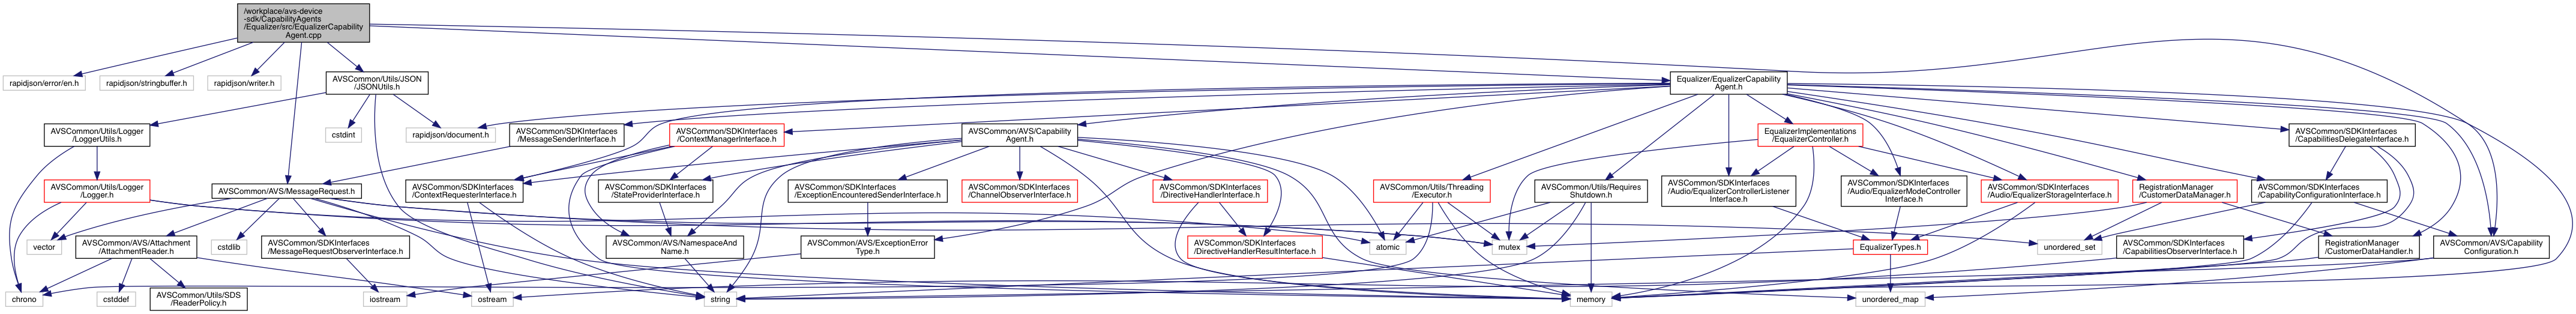 /workplace/avs-device
-sdk/CapabilityAgents
/Equalizer/src/EqualizerCapability
Agent.cpp
rapidjson/error/en.h
rapidjson/stringbuffer.h
rapidjson/writer.h
AVSCommon/Utils/JSON
/JSONUtils.h
Equalizer/EqualizerCapability
Agent.h
AVSCommon/Utils/Logger
/LoggerUtils.h
cstdint
rapidjson/document.h
AVSCommon/SDKInterfaces
/MessageSenderInterface.h
AVSCommon/SDKInterfaces
/ContextManagerInterface.h
AVSCommon/AVS/Capability
Agent.h
EqualizerImplementations
/EqualizerController.h
AVSCommon/SDKInterfaces
/CapabilitiesDelegateInterface.h
AVSCommon/Utils/Logger
/Logger.h
AVSCommon/AVS/MessageRequest.h
AVSCommon/SDKInterfaces
/ContextRequesterInterface.h
AVSCommon/SDKInterfaces
/StateProviderInterface.h
AVSCommon/SDKInterfaces
/ExceptionEncounteredSenderInterface.h
AVSCommon/SDKInterfaces
/ChannelObserverInterface.h
AVSCommon/SDKInterfaces
/DirectiveHandlerInterface.h
AVSCommon/Utils/Threading
/Executor.h
AVSCommon/Utils/Requires
Shutdown.h
AVSCommon/SDKInterfaces
/Audio/EqualizerControllerListener
Interface.h
AVSCommon/SDKInterfaces
/Audio/EqualizerModeController
Interface.h
AVSCommon/SDKInterfaces
/Audio/EqualizerStorageInterface.h
RegistrationManager
/CustomerDataManager.h
AVSCommon/SDKInterfaces
/CapabilityConfigurationInterface.h
vector
AVSCommon/AVS/Attachment
/AttachmentReader.h
cstdlib
AVSCommon/SDKInterfaces
/MessageRequestObserverInterface.h
AVSCommon/AVS/NamespaceAnd
Name.h
AVSCommon/AVS/ExceptionError
Type.h
AVSCommon/SDKInterfaces
/DirectiveHandlerResultInterface.h
atomic
mutex
EqualizerTypes.h
unordered_set
AVSCommon/SDKInterfaces
/CapabilitiesObserverInterface.h
RegistrationManager
/CustomerDataHandler.h
AVSCommon/AVS/Capability
Configuration.h
chrono
cstddef
AVSCommon/Utils/SDS
/ReaderPolicy.h
iostream
ostream
string
memory
unordered_map